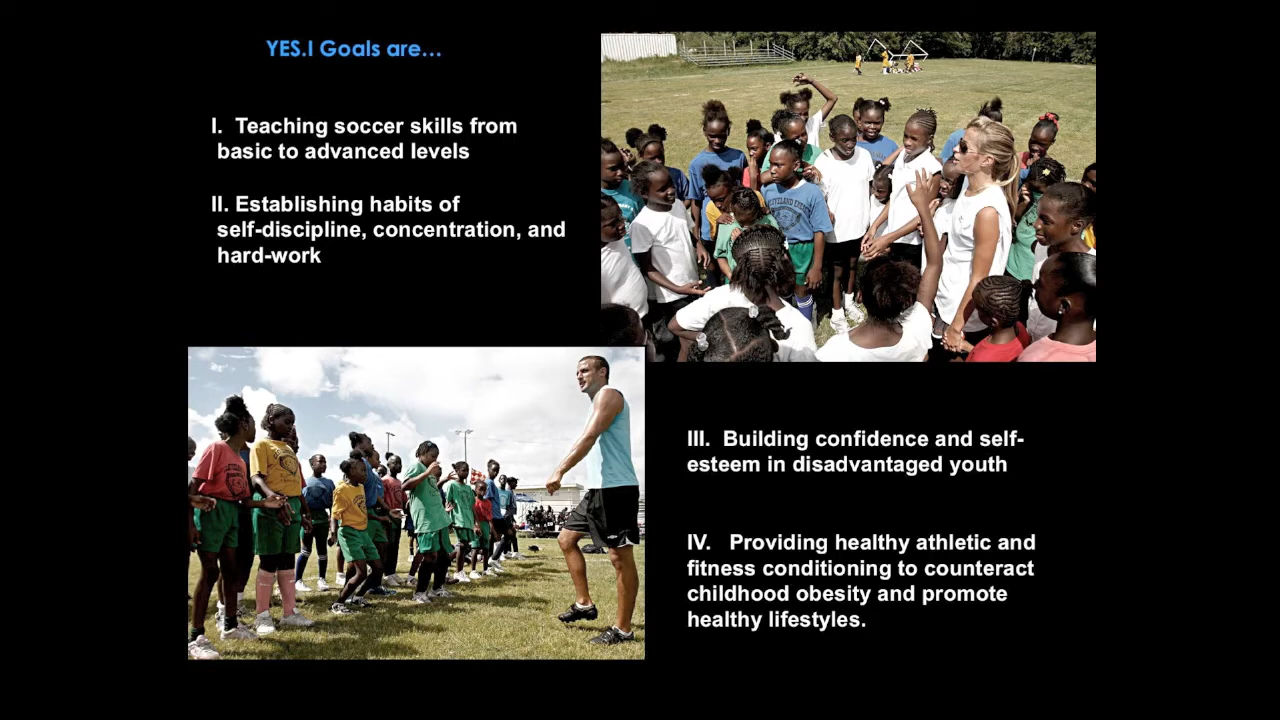 YES.I Goals are…
I. Teaching soccer skills from
basic to advanced levels
II. Establishing habits of
self-discipline, concentration, and
hard-work
III. Building confidence and self-
esteem in disadvantaged youth
IV. Providing healthy athletic and
fitness conditioning to counteract
childhood obesity and promote
healthy lifestyles.